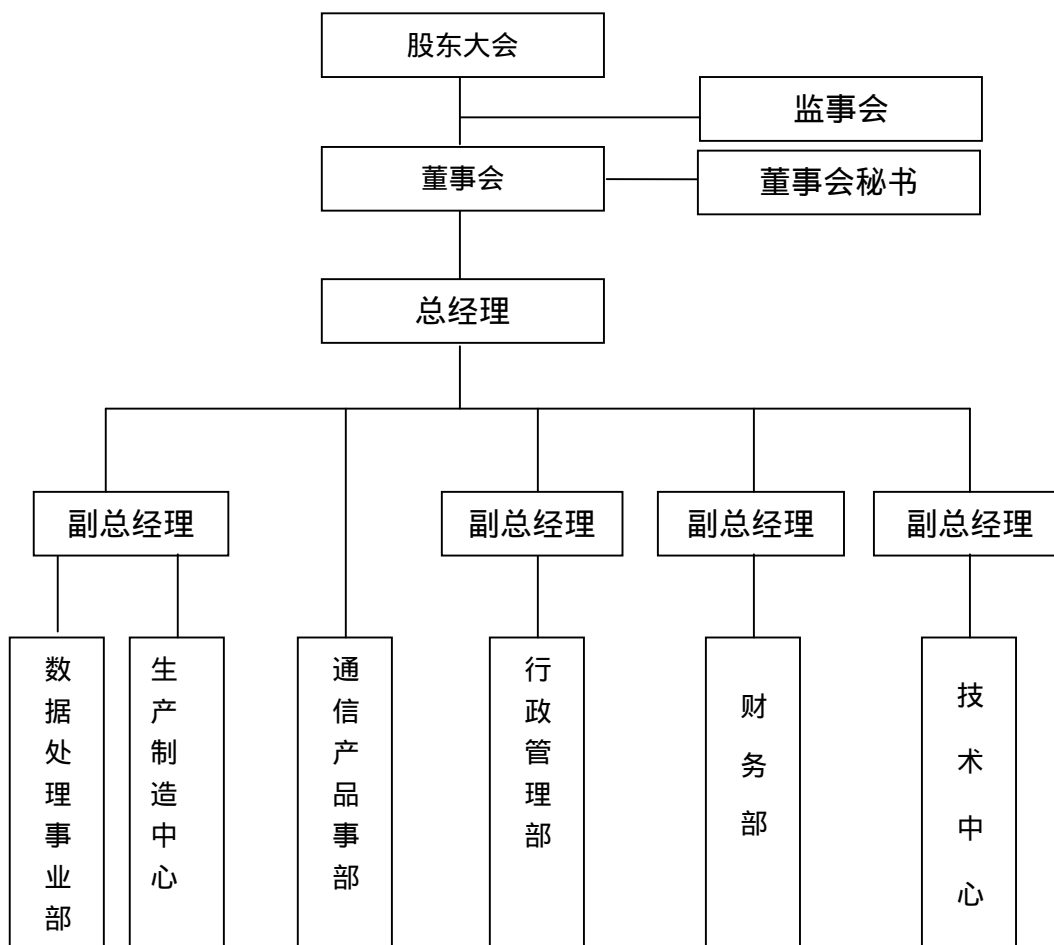 股东大会
监事会
董事会
董事会秘书
总经理
副总经理
副总经理
副总经理
副总经理
数据处理事业部
生产制造中心
通信产品事部
行政管理部
财务部
技术中心